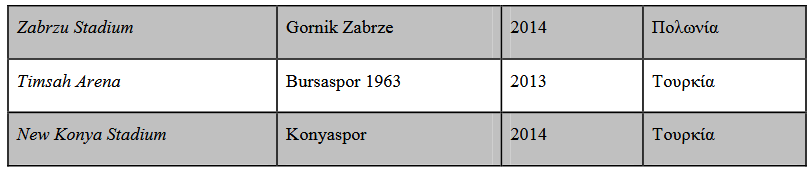 Zabrzu Stadium Gornik Zabrze 2014 Πολωνία
Timsah Arena Bursaspor 1963 2013 Τουρκία
New Konya Stadium Konyaspor 2014 Τουρκία